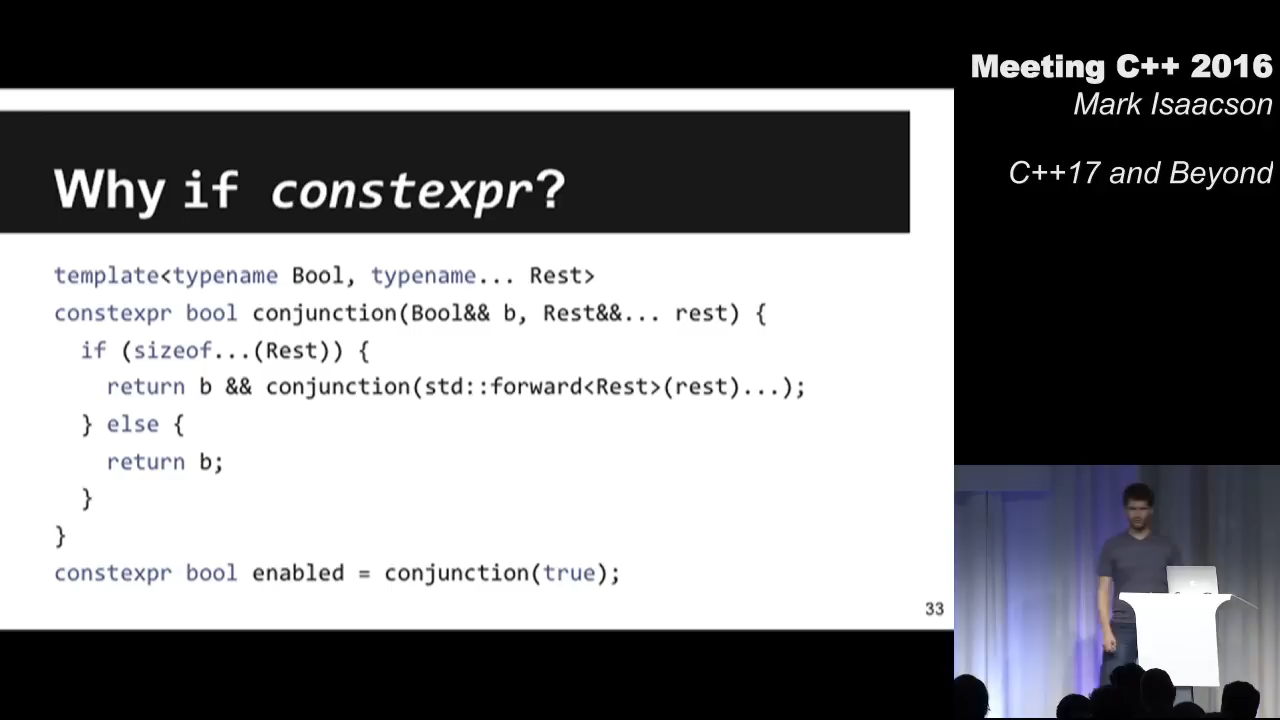 Meeting C++ 2016
Mark Isaacson
C++17 and Beyond
Why if constexpr?
template<typename Bool, typename... Rest>
constexpr bool conjunction(Bool&& b, Rest&&... rest) {
if (sizeof...(Rest)) {
return b && conjunction(std::forward<Rest>(rest)...);
} else {
return b;
}
}
constexpr bool enabled = conjunction(true);
33